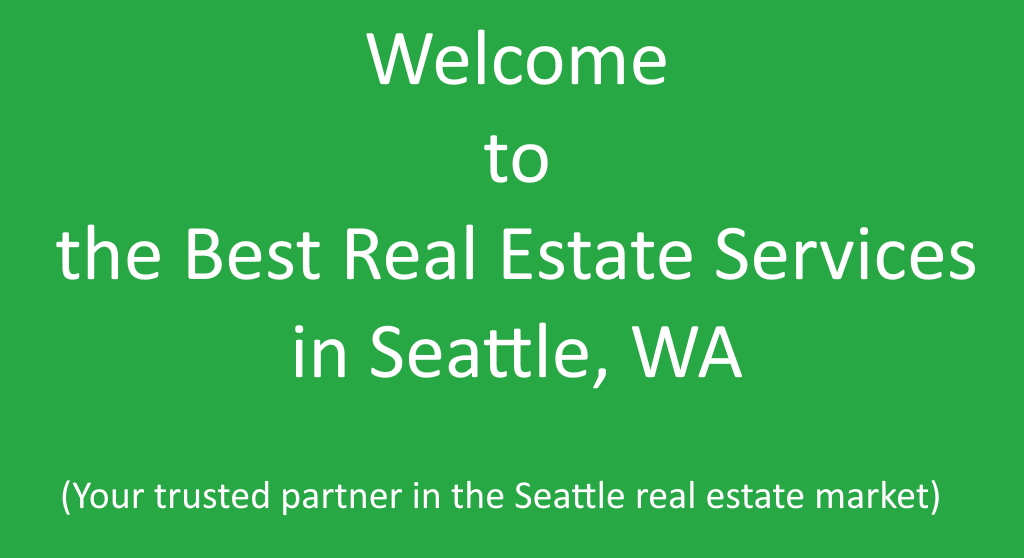 Welcome
to
the Best Real Estate Services
in Seattle, WA
(Your trusted partner in the Seattle real estate market)